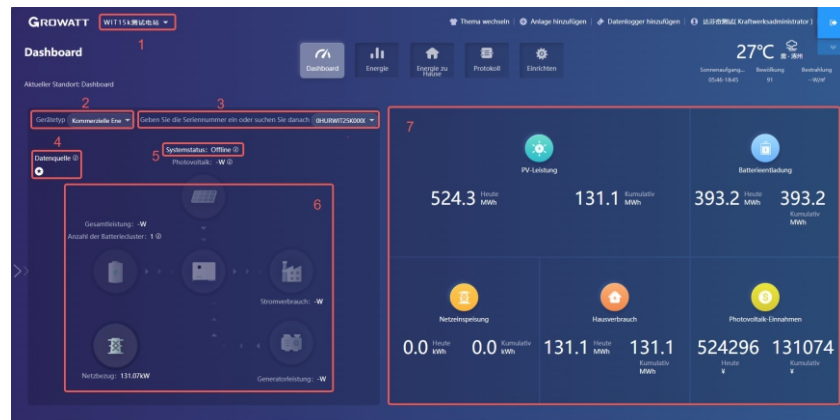 GROWATT WIT15k测试电站
Thema wechseln | Anlage hinzufügen | Datenlogger hinzufügen | Kraftwerksadministrator )
1
Dashboard
Dashboard Energie Energie zu Hause Protokoll Einrichten
27°C
Sonnenaufgang... Bewölkung Bestrahlung
05:46-18:45 91 --W/㎡
Aktueller Standort: Dashboard
2 3
Gerätetyp Kommerzielle Ene Geben Sie die Seriennummer ein oder suchen Sie danach 0HURWIT25K000(
4
Datenquelle
5 Systemstatus: Offline
Photovoltaik: -W
6
Gesamtleistung: -W
Anzahl der Batteriecluster: 1
Stromverbrauch: -W
Netzbezug: 131.07kW
Generatorleistung: -W
7
PV-Leistung
524.3 Heute MWh 131.1 Kumulativ MWh
Batterieentladung
393.2 Heute MWh 393.2
Kumulativ
MWh
Netzeinspeisung
0.0 Heute kWh 0.0 Kumulativ kWh
Hausverbrauch
131.1 Heute MWh 131.1
Kumulativ
MWh
Photovoltaik-Einnahmen
524296 131074
Heute Kumulativ
¥ ¥